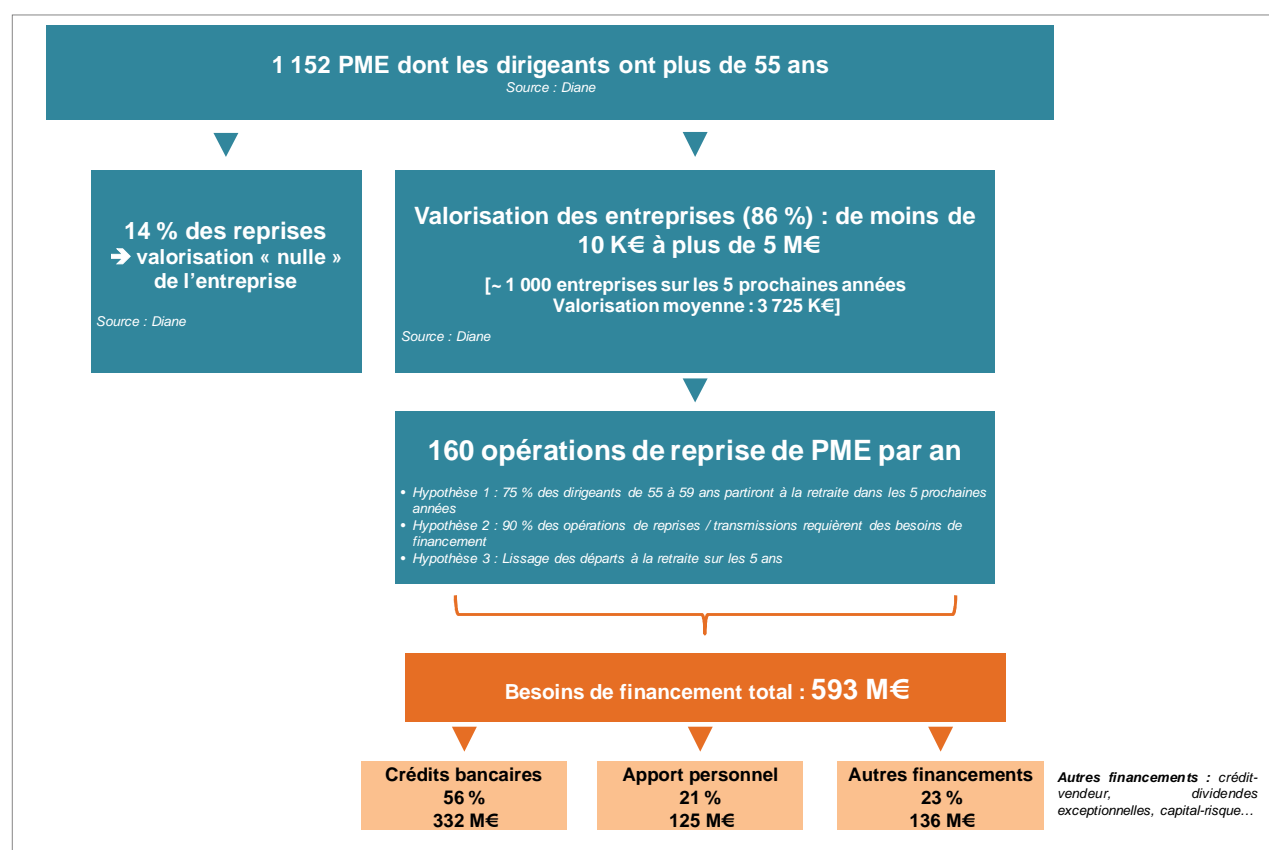 1 152 PME dont les dirigeants ont plus de 55 ans
Source : Diane
14 % des reprises
➔ valorisation « nulle »
de l’entreprise
Source : Diane
Valorisation des entreprises (86 %) : de moins de
10 K€ à plus de 5 M€
[~ 1 000 entreprises sur les 5 prochaines années
Valorisation moyenne : 3 725 K€]
Source : Diane
160 opérations de reprise de PME par an
• Hypothèse 1 : 75 % des dirigeants de 55 à 59 ans partiront à la retraite dans les 5 prochaines
années
• Hypothèse 2 : 90 % des opérations de reprises / transmissions requièrent des besoins de
financement
• Hypothèse 3 : Lissage des départs à la retraite sur les 5 ans
Besoins de financement total : 593 M€
Crédits bancaires
56 %
332 M€
Apport personnel
21 %
125 M€
Autres financements
23 %
136 M€
Autres financements : crédit-
vendeur, dividendes
exceptionnelles, capital-risque…